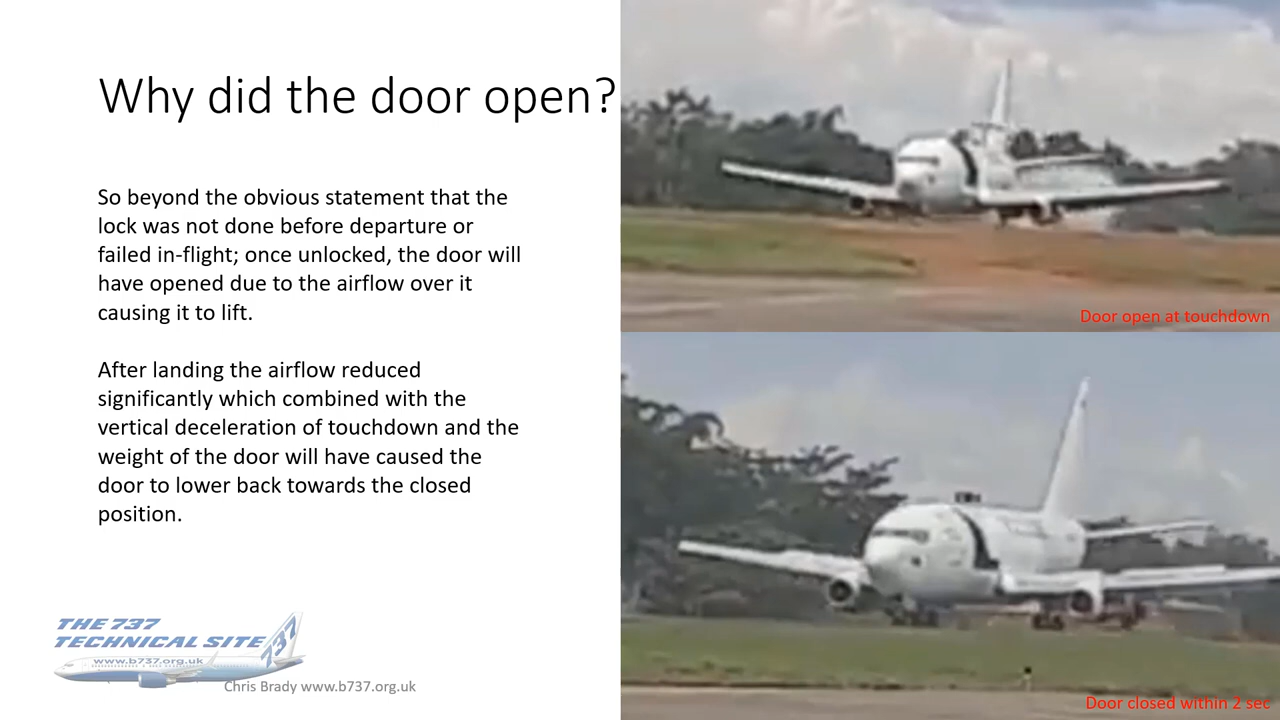 Why did the door open?
So beyond the obvious statement that the
lock was not done before departure or
failed in-flight; once unlocked, the door will
have opened due to the airflow over it
causing it to lift.
After landing the airflow reduced
significantly which combined with the
vertical deceleration of touchdown and the
weight of the door will have caused the
door to lower back towards the closed
position.
Door open at touchdown
Door closed within 2 sec
THE 737
TECHNICAL SITE
737
www.b737.org.uk
Chris Brady www.b737.org.uk